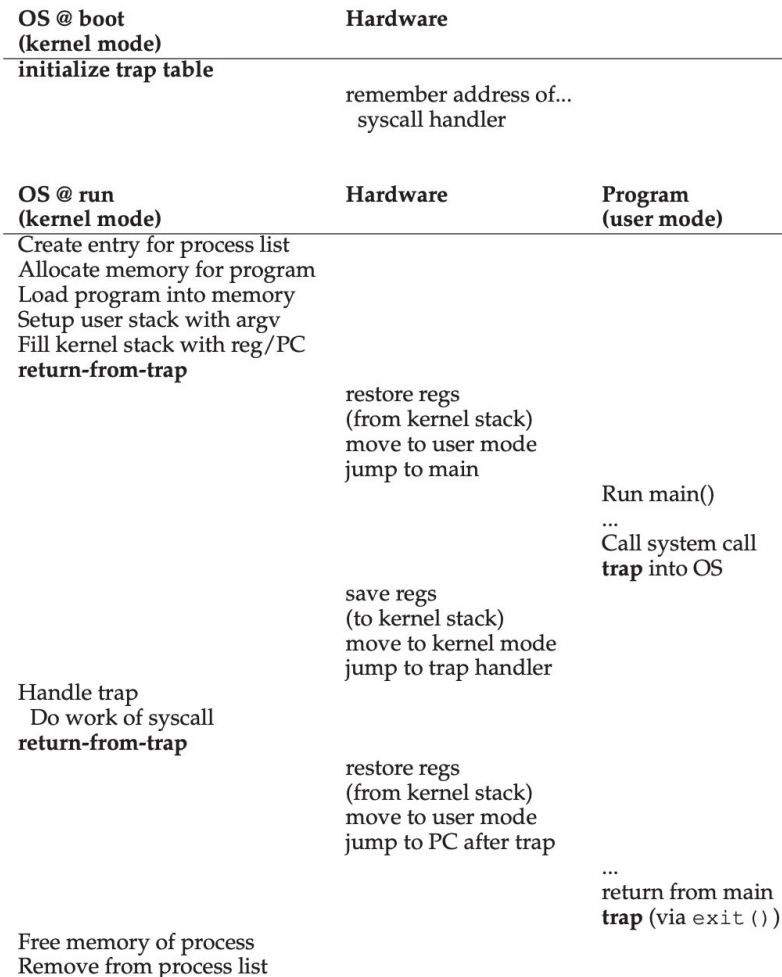 OS @ boot Hardware
(kernel mode)
initialize trap table
remember address of...
syscall handler
OS @ run Hardware Program
(kernel mode) (user mode)
Create entry for process list
Allocate memory for program
Load program into memory
Setup user stack with argv
Fill kernel stack with reg/PC
return-from-trap
restore regs
(from kernel stack)
move to user mode
jump to main
Run main()
...
Call system call
trap into OS
save regs
(to kernel stack)
move to kernel mode
jump to trap handler
Handle trap
Do work of syscall
return-from-trap
restore regs
(from kernel stack)
move to user mode
jump to PC after trap
...
return from main
trap (via exit())
Free memory of process
Remove from process list